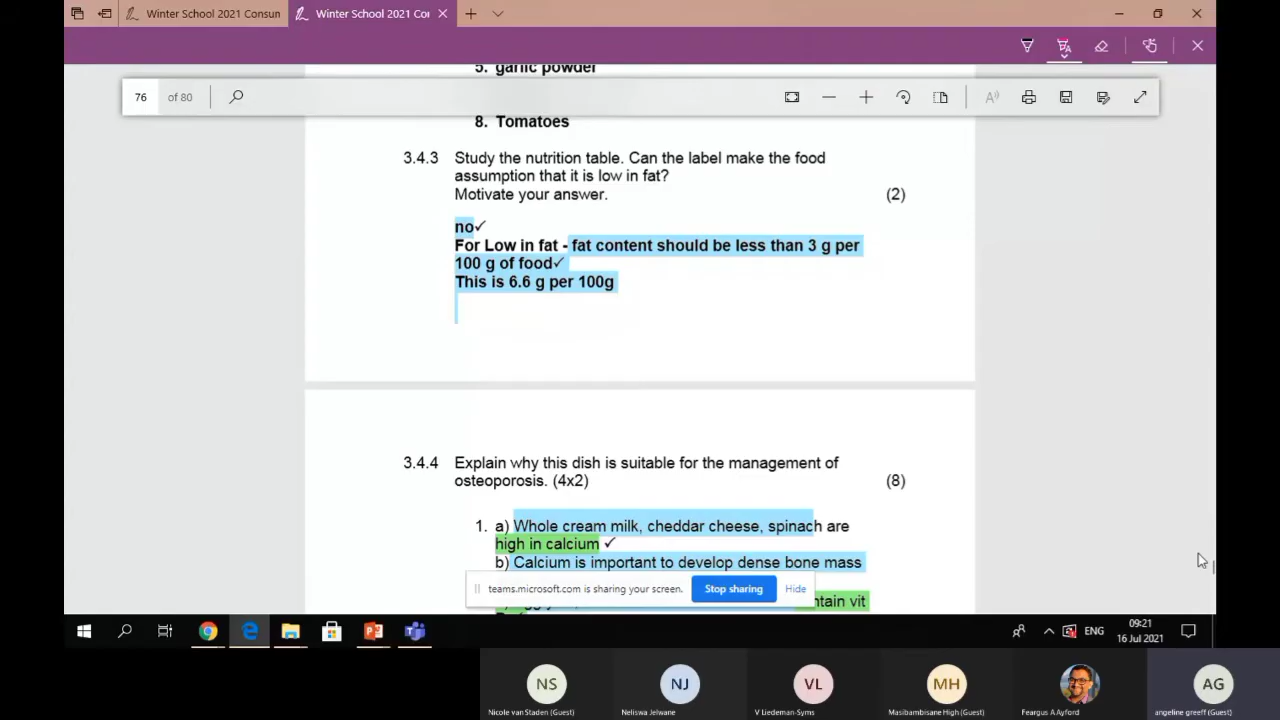 Winter School 2021 Consun
Winter School 2021 Con
76 of 80
5. garlic powder
8. Tomatoes
3.4.3 Study the nutrition table. Can the label make the food
assumption that it is low in fat?
Motivate your answer. (2)
no✓
For Low in fat - fat content should be less than 3 g per
100 g of food✓
This is 6.6 g per 100g
3.4.4 Explain why this dish is suitable for the management of
osteoporosis. (4x2) (8)
1. a) Whole cream milk, cheddar cheese, spinach are
high in calcium ✓
b) Calcium is important to develop dense bone mass
teams.microsoft.com is sharing your screen. Stop sharing Hide
ntain vit
ENG
09:21
16 Jul 2021
NS NJ VL MH AG
Nicole van Staden (Guest) Neliswa Jelwane V Liedeman-Syms Masibambisane High (Guest) Feargus A Ayford angeline greeff (Guest)